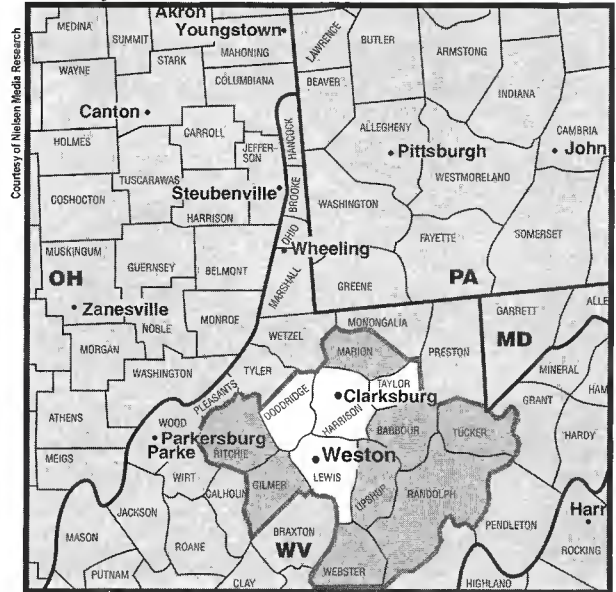 Courtesy of Nielsen Media Research
Akron
Youngstown
MEDINA
SUMMIT
MAHONING
LAWRENCE
BUTLER
ARMSTONG
WAYNE
STARK
COLUMBIANA
BEAVER
INDIANA
Canton
HOLMES
CARROLL
JEFFER-
SON
HANCOCK
ALLEGHENY
Pittsburgh
CAMBRIA
John
TUSCARAWAS
WESTMORELAND
Steubenville
BROOKE
COSHOCTON
HARRISON
WASHINGTON
OHIO
Wheeling
FAYETTE
SOMERSET
MUSKINGUM
OH
GUERNSEY
BELMONT
MARSHALL
GREENE
PA
Zanesville
NOBLE
MONROE
MONONGALIA
GARRETT
ALLE
MD
MORGAN
WETZEL
MARION
PRESTON
MINERAL
HAM
WASHINGTON
TYLER
PLEASANTS
TAYLOR
GRANT
ATHENS
DODDRIDGE
Clarksburg
HARRISON
WOOD
Parkersburg
Parke
RITCHIE
BABBOUR
TUCKER
HARDY
MEIGS
Weston
WIRT
LEWIS
GILMER
CALHOUN
UPSHUR
RANDOLPH
PENDLETON
Harr
JACKSON
MASON
ROANE
BRAXTON
WV
ROCKING
PUTNAM
CLAY
WEBSTER
HIGHLAND